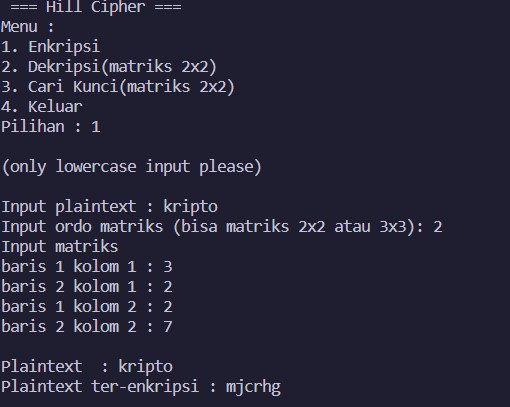 === Hill Cipher ===
Menu :
1. Enkripsi
2. Dekripsi(matriks 2x2)
3. Cari Kunci(matriks 2x2)
4. Keluar
Pilihan : 1
(only lowercase input please)
Input plaintext : kripto
Input ordo matriks (bisa matriks 2x2 atau 3x3): 2
Input matriks
baris 1 kolom 1 : 3
baris 2 kolom 1 : 2
baris 1 kolom 2 : 2
baris 2 kolom 2 : 7
Plaintext  : kripto
Plaintext ter-enkripsi : mjcrhg